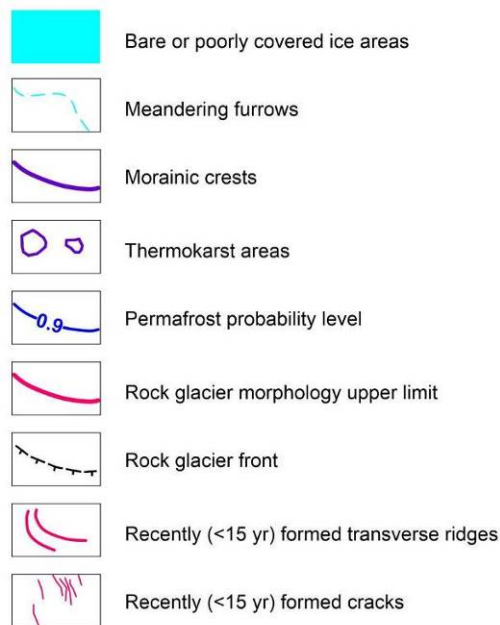 Bare or poorly covered ice areas
Meandering furrows
Morainic crests
Thermokarst areas
0.9
Permafrost probability level
Rock glacier morphology upper limit
Rock glacier front
Recently (<15 yr) formed transverse ridges
Recently (<15 yr) formed cracks